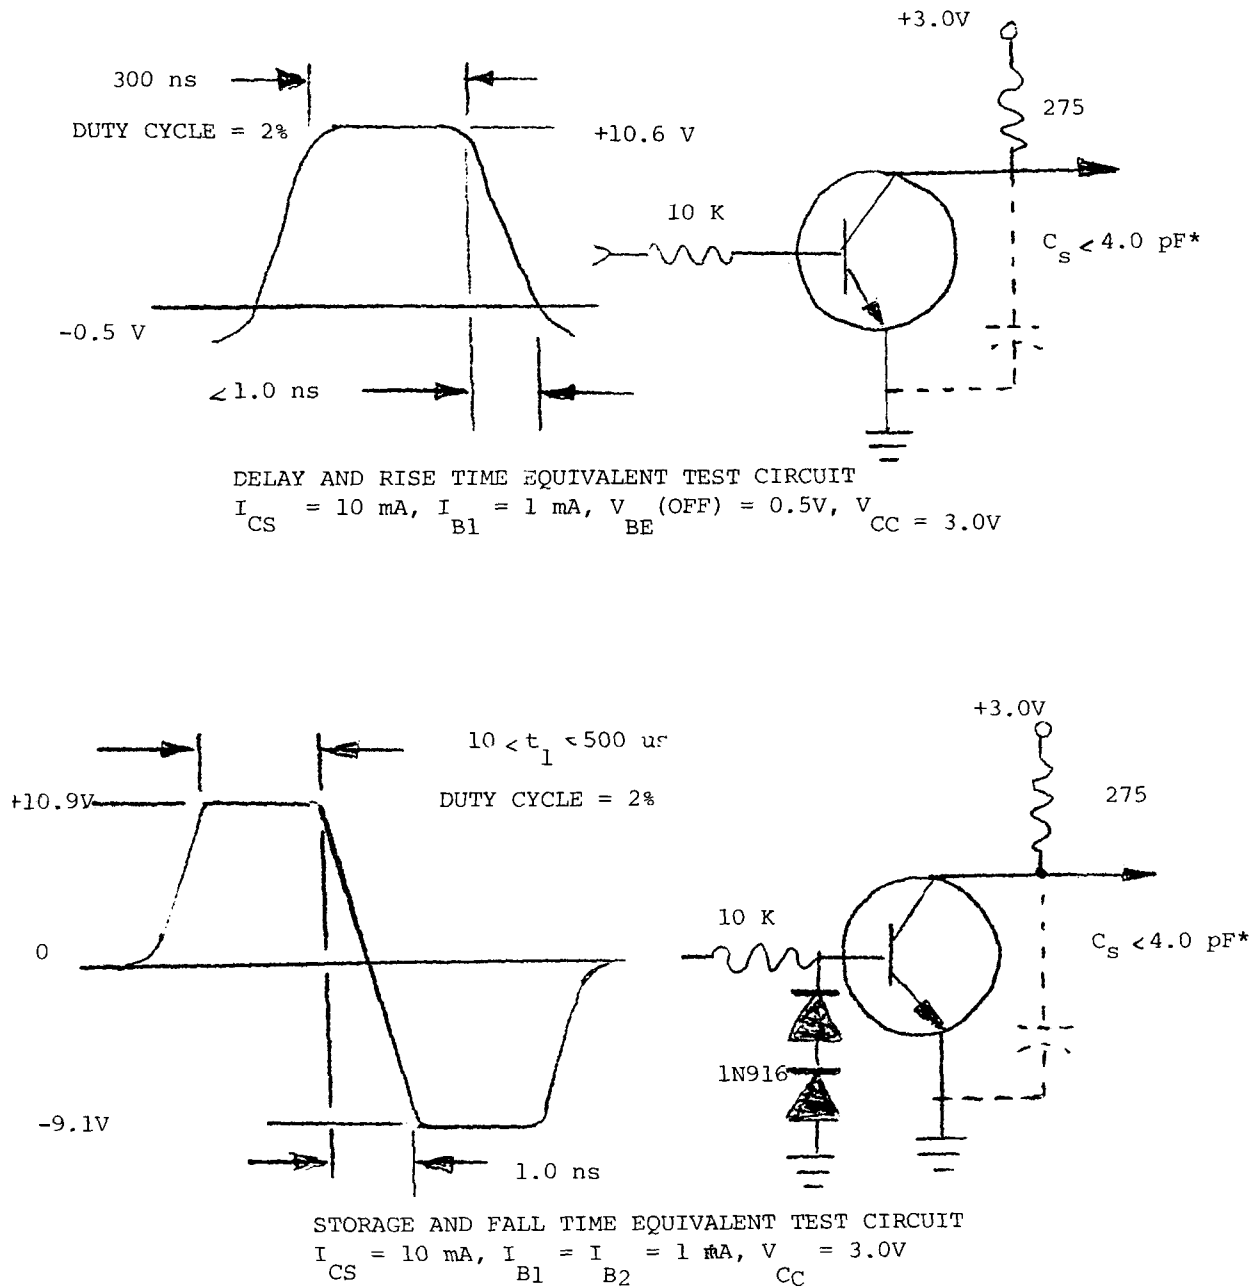 +3.0V
300 ns
275
DUTY CYCLE = 2%
+10.6 V
10 K
C_s < 4.0 pF*
-0.5 V
< 1.0 ns
DELAY AND RISE TIME EQUIVALENT TEST CIRCUIT
I_CS = 10 mA, I_B1 = 1 mA, V_BE (OFF) = 0.5V, V_CC = 3.0V
+3.0V
10 < t_1 < 500 us
+10.9V
DUTY CYCLE = 2%
275
10 K
0
C_s < 4.0 pF*
1N916
-9.1V
1.0 ns
STORAGE AND FALL TIME EQUIVALENT TEST CIRCUIT
I_CS = 10 mA, I_B1 = I_B2 = 1 mA, V_CC = 3.0V